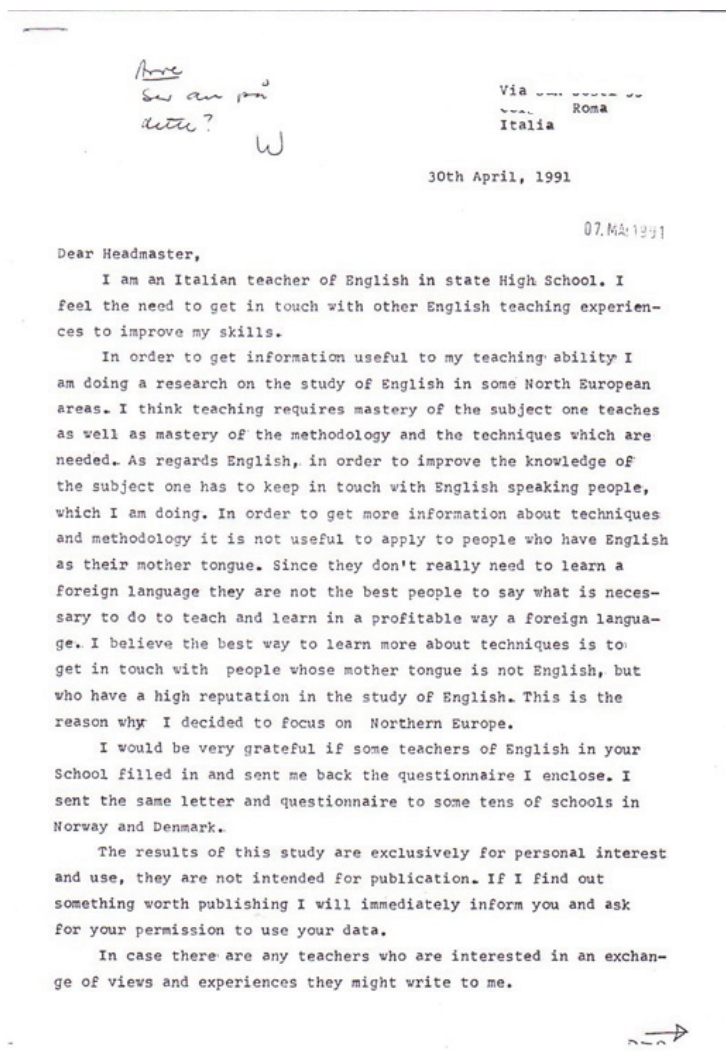 Arne
Ser du på
dette?
W
Via
Roma
Italia
30th April, 1991
07. MAI 1991
Dear Headmaster,
I am an Italian teacher of English in state High School. I
feel the need to get in touch with other English teaching experien-
ces to improve my skills.
In order to get information useful to my teaching ability I
am doing a research on the study of English in some North European
areas. I think teaching requires mastery of the subject one teaches
as well as mastery of the methodology and the techniques which are
needed. As regards English, in order to improve the knowledge of
the subject one has to keep in touch with English speaking people,
which I am doing. In order to get more information about techniques
and methodology it is not useful to apply to people who have English
as their mother tongue. Since they don't really need to learn a
foreign language they are not the best people to say what is neces-
sary to do to teach and learn in a profitable way a foreign langua-
ge. I believe the best way to learn more about techniques is to
get in touch with people whose mother tongue is not English, but
who have a high reputation in the study of English. This is the
reason why I decided to focus on Northern Europe.
I would be very grateful if some teachers of English in your
School filled in and sent me back the questionnaire I enclose. I
sent the same letter and questionnaire to some tens of schools in
Norway and Denmark.
The results of this study are exclusively for personal interest
and use, they are not intended for publication. If I find out
something worth publishing I will immediately inform you and ask
for your permission to use your data.
In case there are any teachers who are interested in an exchan-
ge of views and experiences they might write to me.